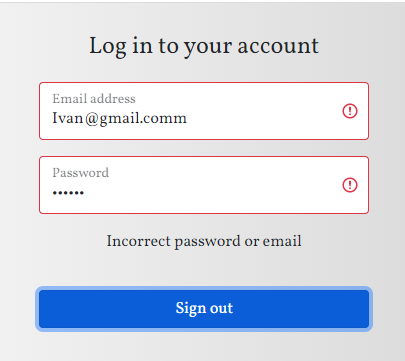 Log in to your account
Email address
Ivan@gmail.comm
Password
••••••
Incorrect password or email
Sign out